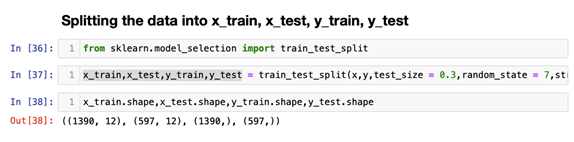 Splitting the data into x_train, x_test, y_train, y_test
In [36]: 1 from sklearn.model_selection import train_test_split
In [37]: 1 x_train,x_test,y_train,y_test = train_test_split(x,y,test_size = 0.3,random_state = 7,st
In [38]: 1 x_train.shape,x_test.shape,y_train.shape,y_test.shape
Out[38]: ((1390, 12), (597, 12), (1390,), (597,))